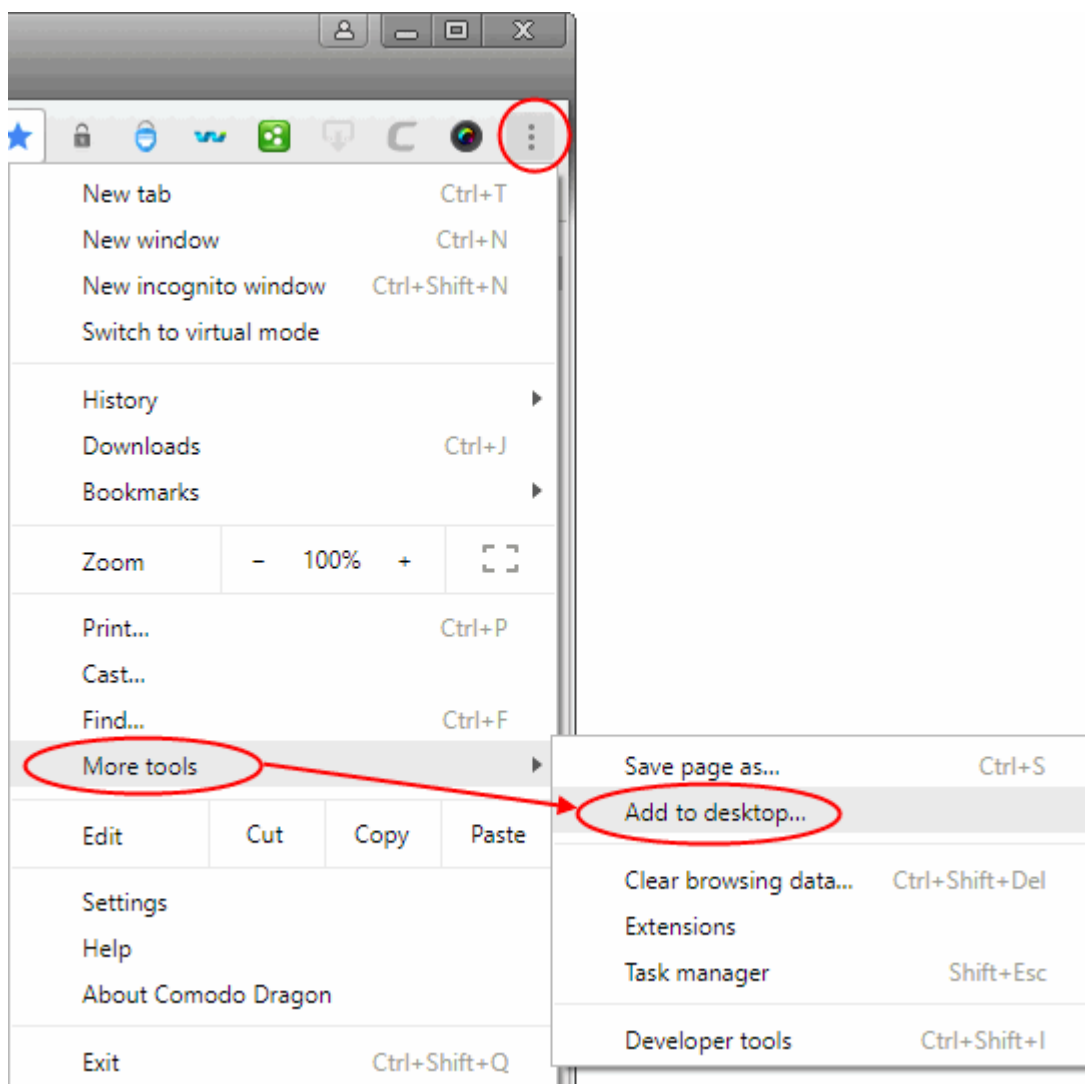 New tab Ctrl+T
New window Ctrl+N
New incognito window Ctrl+Shift+N
Switch to virtual mode
History
Downloads Ctrl+J
Bookmarks
Zoom - 100% +
Print... Ctrl+P
Cast...
Find... Ctrl+F
More tools
Edit Cut Copy Paste
Settings
Help
About Comodo Dragon
Exit Ctrl+Shift+Q
Save page as... Ctrl+S
Add to desktop...
Clear browsing data... Ctrl+Shift+Del
Extensions
Task manager Shift+Esc
Developer tools Ctrl+Shift+I